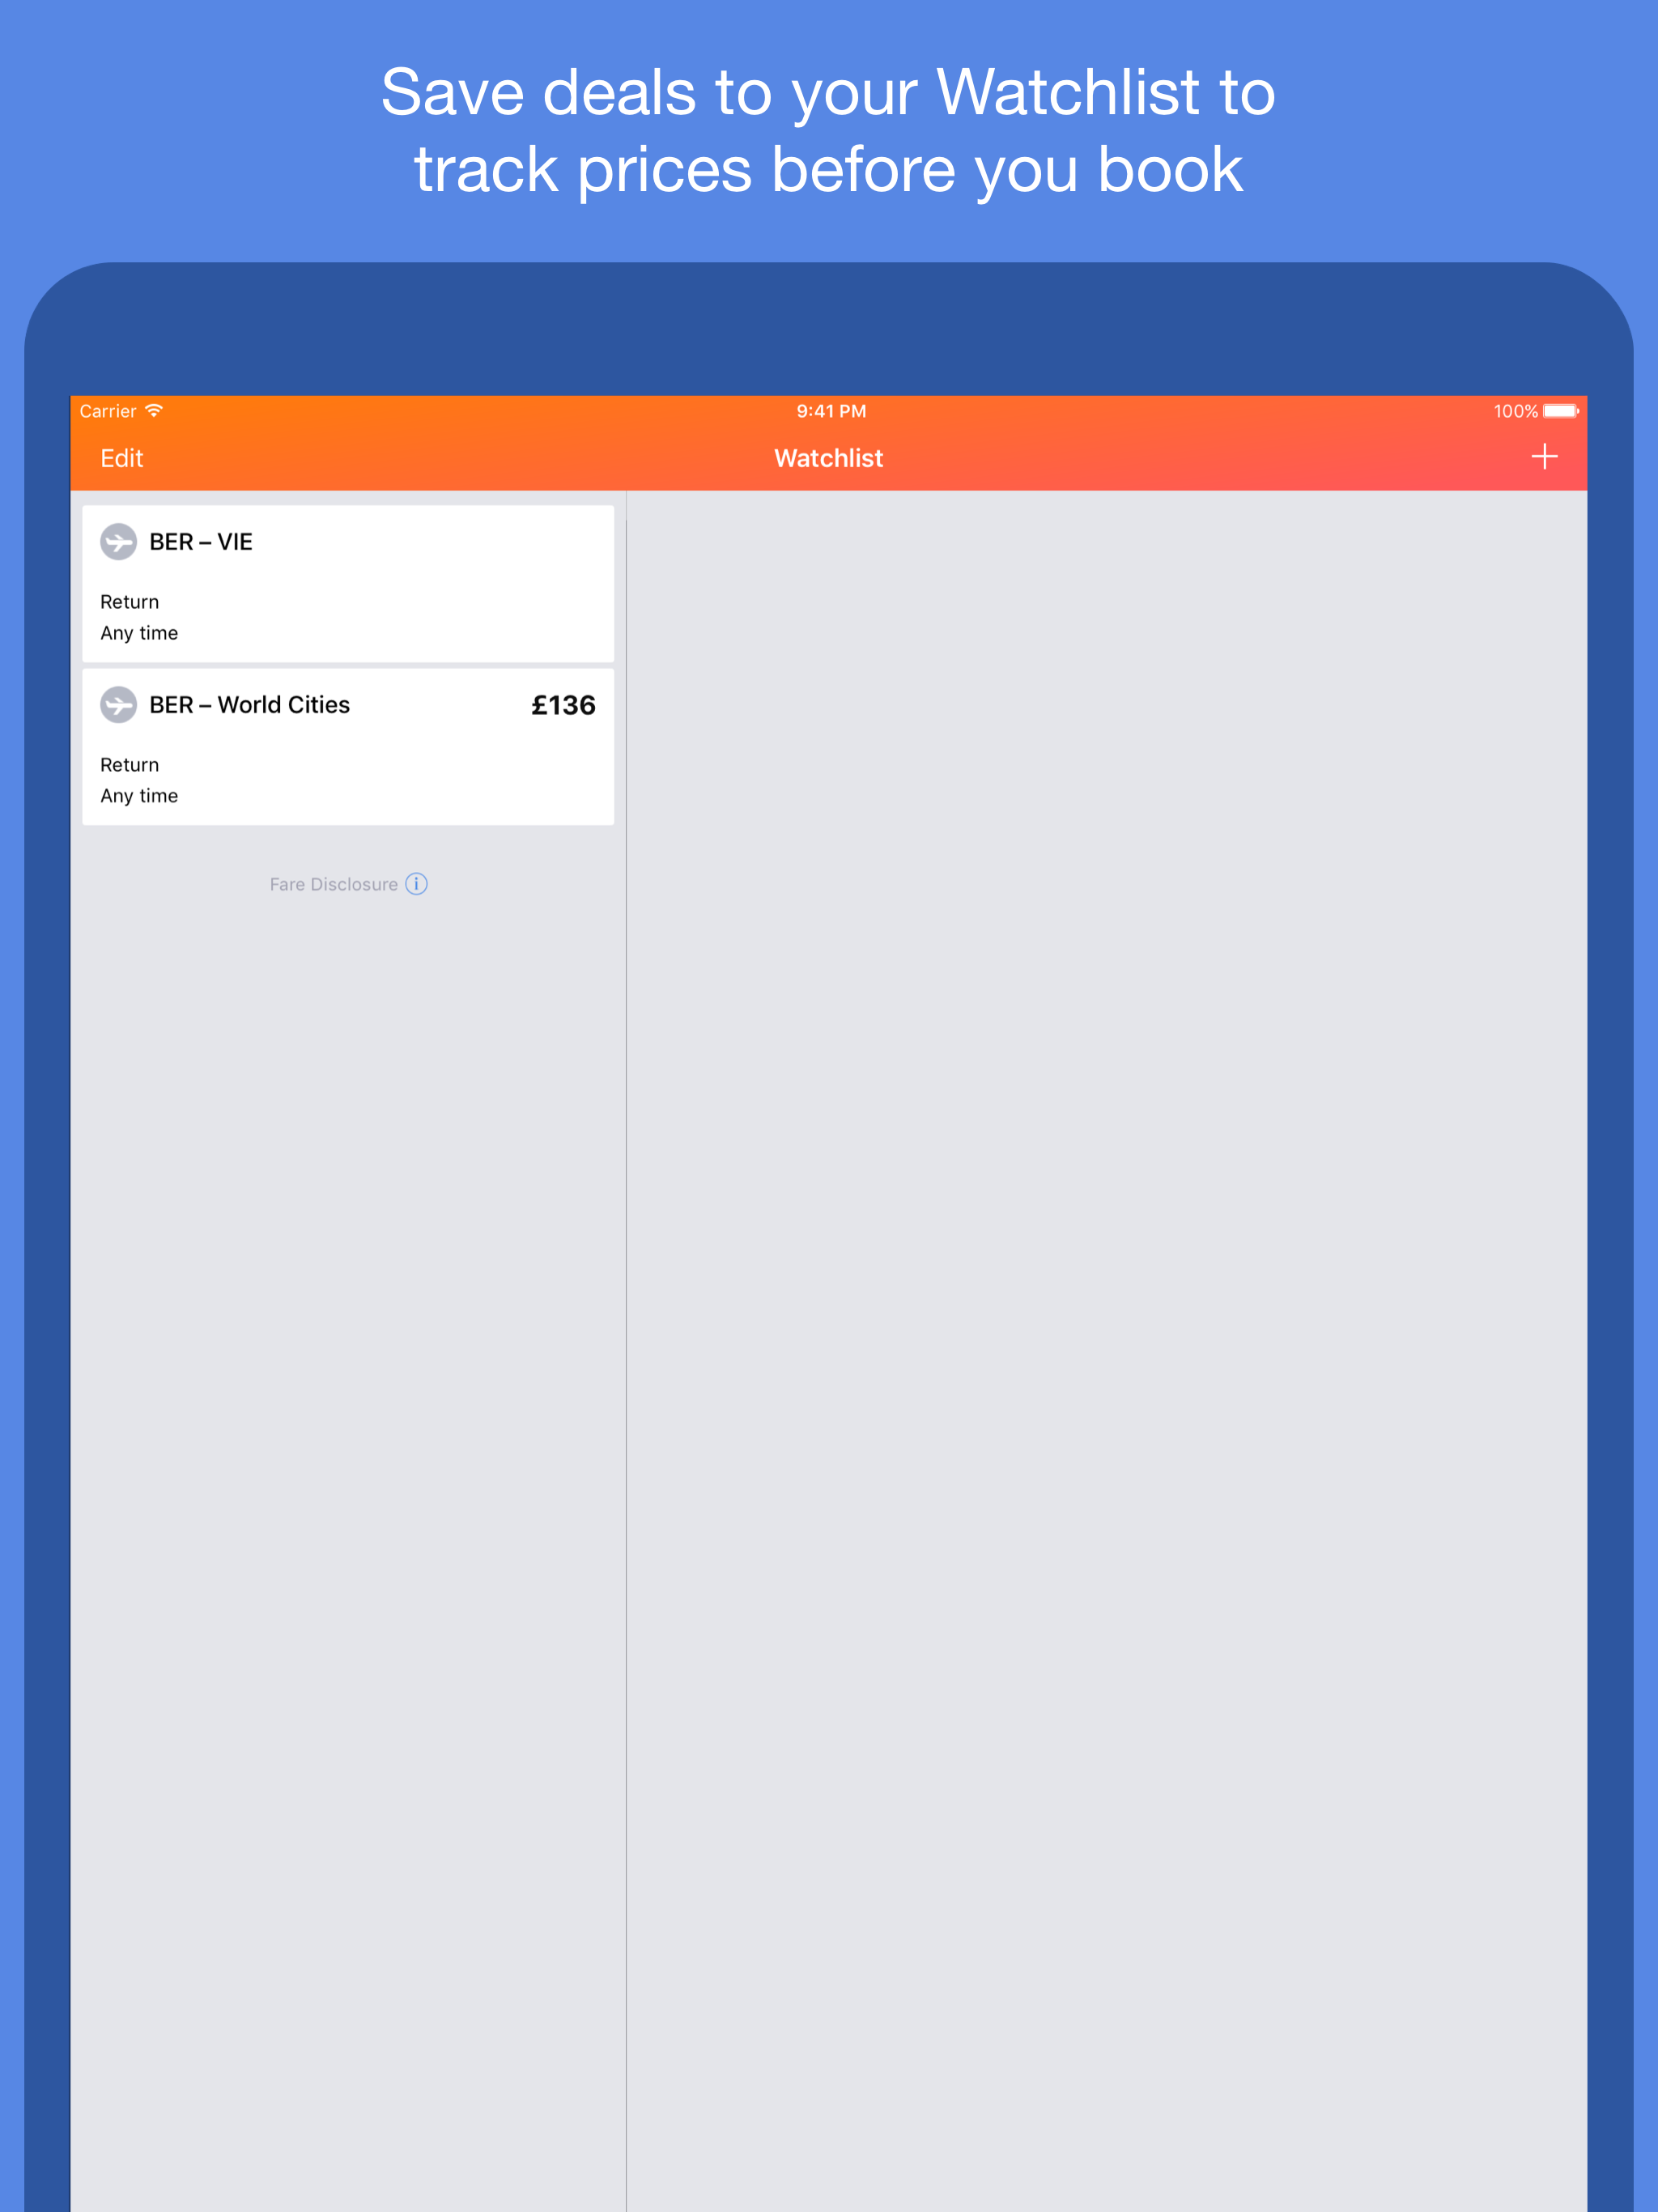 Save deals to your Watchlist to
track prices before you book
Carrier 9:41 PM 100%
Edit Watchlist +
BER – VIE
Return
Any time
BER – World Cities £136
Return
Any time
Fare Disclosure i